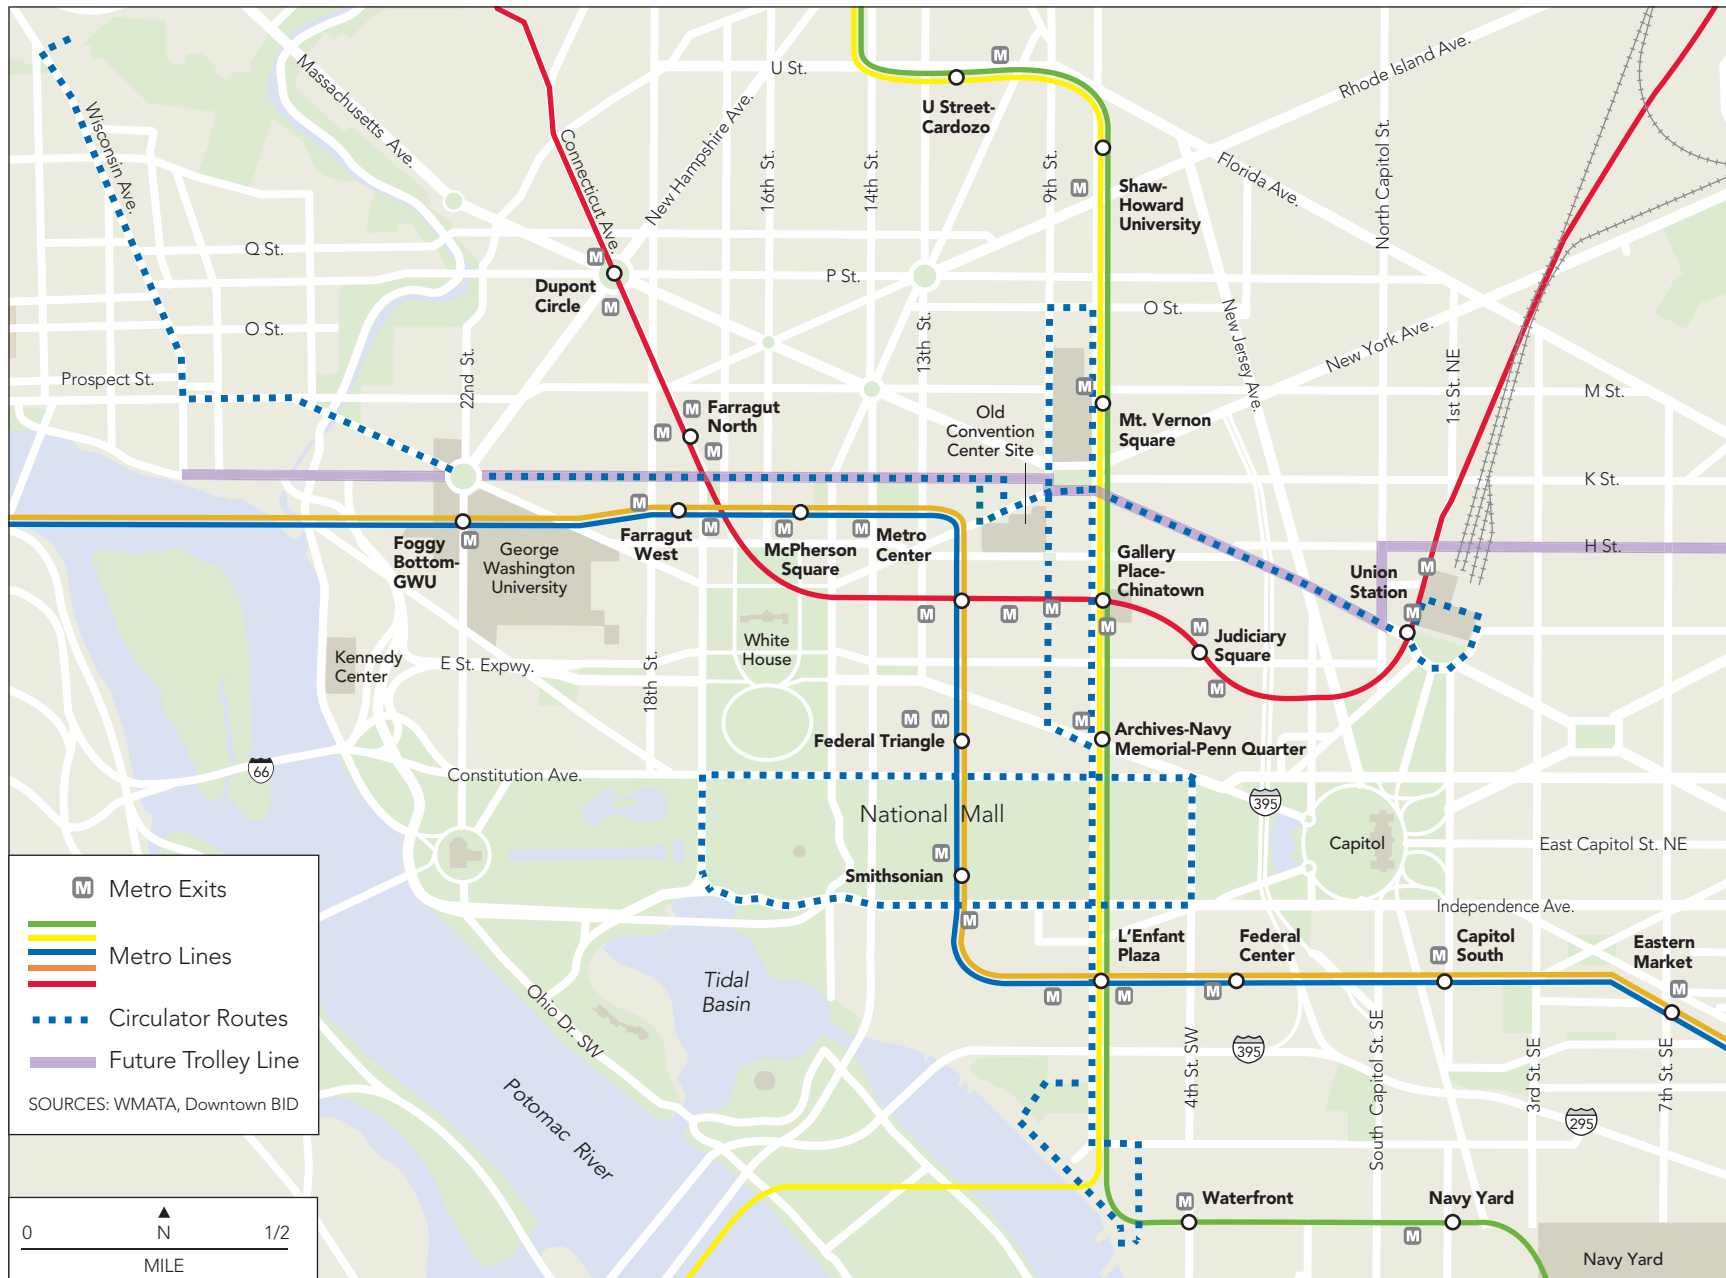 U St.
M
Massachusetts Ave.
Rhode Island Ave.
U Street-
Cardozo
Wisconsin Ave.
Connecticut Ave.
New Hampshire Ave.
16th St.
14th St.
9th St.
M
Shaw-
Howard
University
Florida Ave.
North Capitol St.
Q St.
M
Dupont
Circle
M
P St.
O St.
O St.
13th St.
New Jersey Ave.
New York Ave.
1st St. NE
Prospect St.
22nd St.
M
M St.
M
Farragut
North
M
M
Old
Convention
Center Site
Mt. Vernon
Square
K St.
M
Foggy
Bottom-
GWU
M
George
Washington
University
Farragut
West
M
M
McPherson
Square
M
Metro
Center
Gallery
Place-
Chinatown
H St.
Union
Station
M
M
M
M
M
M
White
House
M
Judiciary
Square
M
Kennedy
Center
E St. Expwy.
18th St.
M
M
Federal Triangle
M
Archives-Navy
Memorial-Penn Quarter
66
Constitution Ave.
395
National Mall
Capitol
East Capitol St. NE
M
Smithsonian
M
Independence Ave.
M Metro Exits
Metro Lines
Circulator Routes
Future Trolley Line
SOURCES: WMATA, Downtown BID
L'Enfant
Plaza
Federal
Center
M
Capitol
South
Eastern
Market
M
Tidal
Basin
M
M
M
Ohio Dr. SW
395
4th St. SW
South Capitol St. SE
3rd St. SE
7th St. SE
295
Potomac River
M
Waterfront
Navy Yard
M
Navy Yard
0
N
1/2
MILE